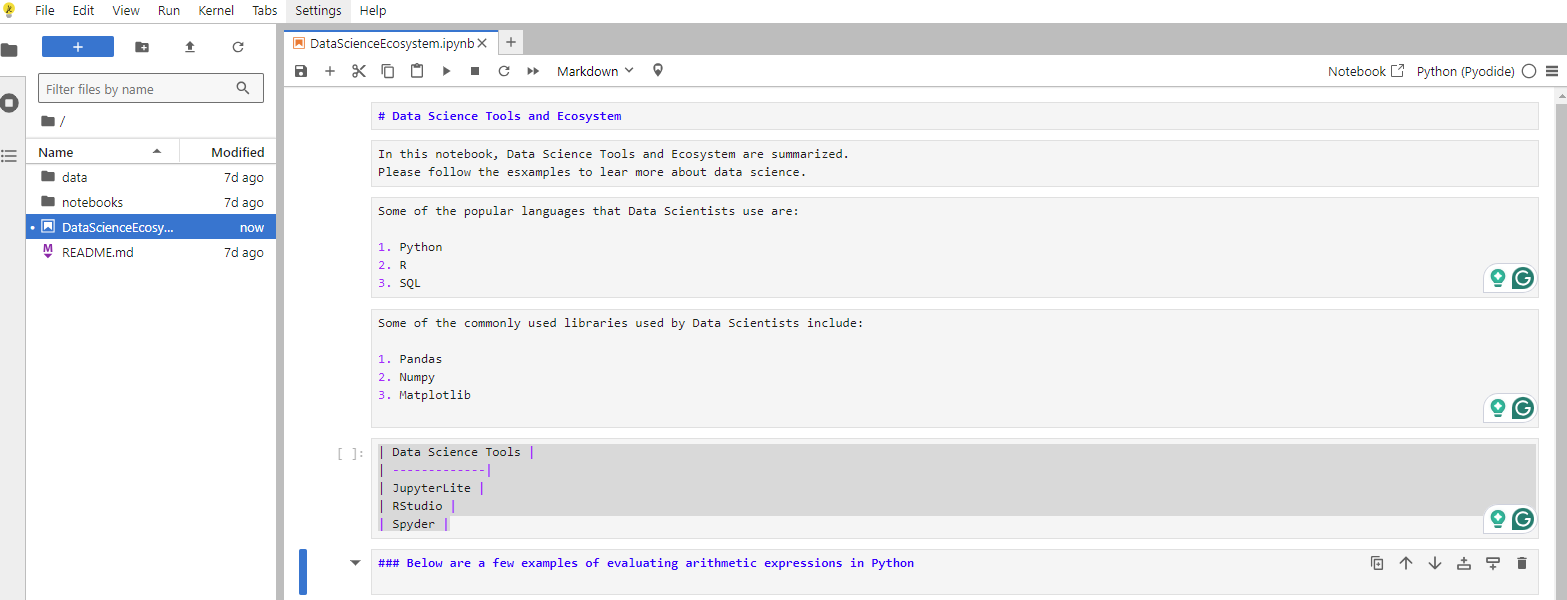 File Edit View Run Kernel Tabs Settings Help
+
Filter files by name
/
Name Modified
data 7d ago
notebooks 7d ago
DataScienceEcosy... now
README.md 7d ago
DataScienceEcosystem.ipynb
Markdown
Notebook Python (Pyodide)
# Data Science Tools and Ecosystem
In this notebook, Data Science Tools and Ecosystem are summarized.
Please follow the esxamples to lear more about data science.
Some of the popular languages that Data Scientists use are:
1. Python
2. R
3. SQL
Some of the commonly used libraries used by Data Scientists include:
1. Pandas
2. Numpy
3. Matplotlib
[ ]:
| Data Science Tools |
| -------------|
| JupyterLite |
| RStudio |
| Spyder |
### Below are a few examples of evaluating arithmetic expressions in Python